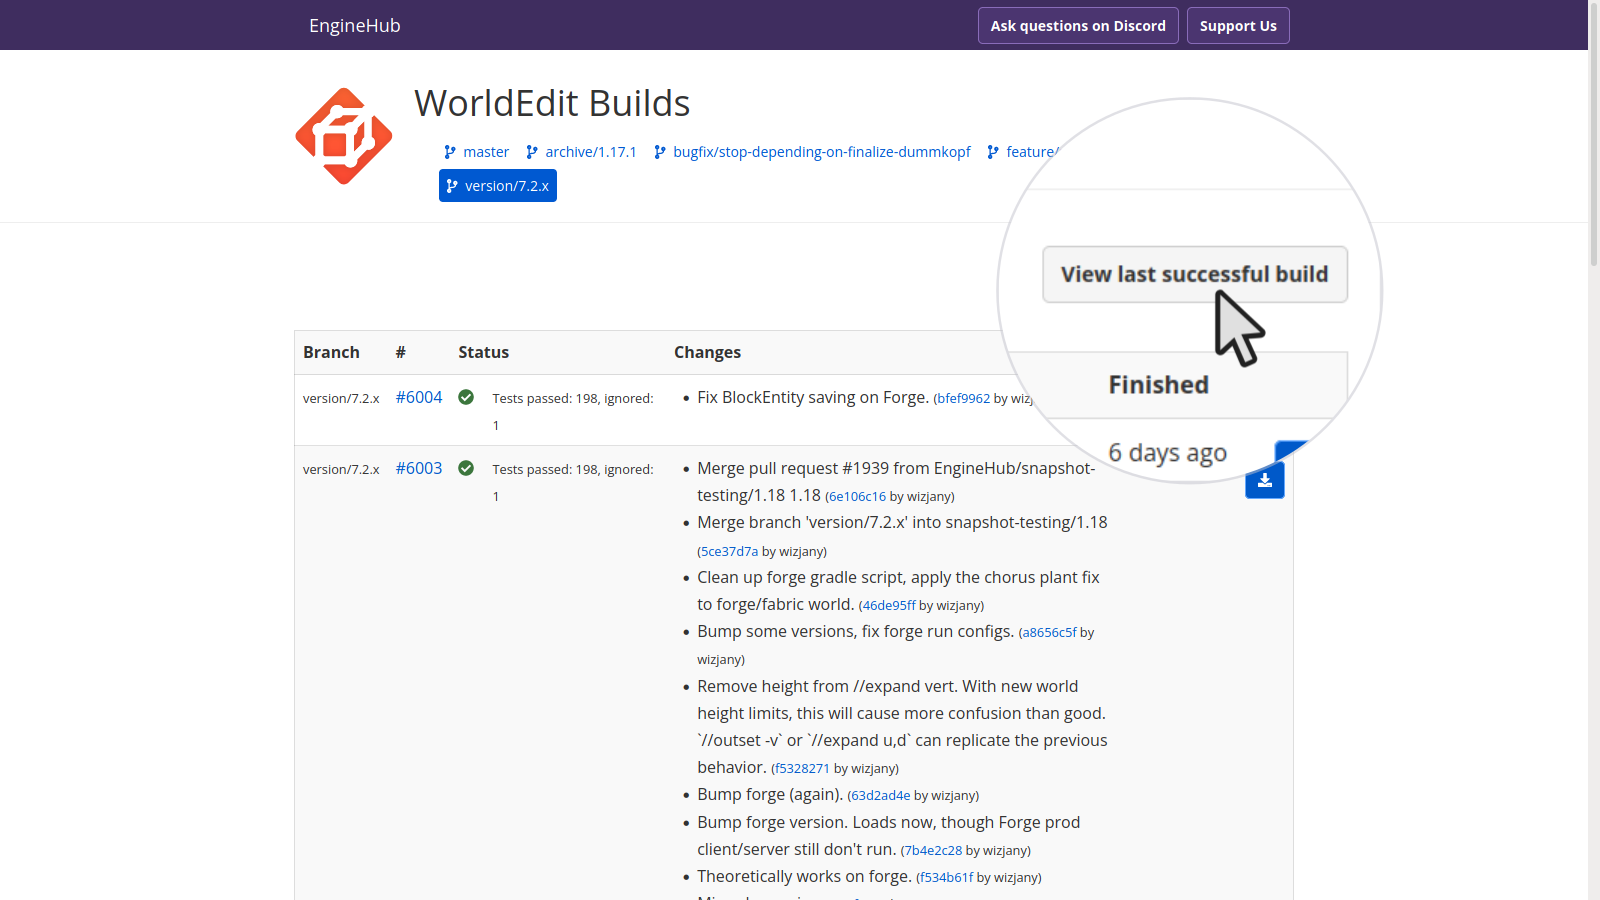 EngineHub
Ask questions on Discord
Support Us
WorldEdit Builds
master
archive/1.17.1
bugfix/stop-depending-on-finalize-dummkopf
feature/
version/7.2.x
View last successful build
Branch
#
Status
Changes
Finished
version/7.2.x
#6004
Tests passed: 198, ignored:
1
Fix BlockEntity saving on Forge. (bfef9962 by
6 days ago
version/7.2.x
#6003
Tests passed: 198, ignored:
1
Merge pull request #1939 from EngineHub/snapshot-
testing/1.18 1.18 (6e106c16 by wizjany)
Merge branch 'version/7.2.x' into snapshot-testing/1.18
(5ce37d7a by wizjany)
Clean up forge gradle script, apply the chorus plant fix
to forge/fabric world. (46de95ff by wizjany)
Bump some versions, fix forge run configs. (a8656c5f by
wizjany)
Remove height from //expand vert. With new world
height limits, this will cause more confusion than good.
`//outset -v` or `//expand u,d` can replicate the previous
behavior. (f5328271 by wizjany)
Bump forge (again). (63d2ad4e by wizjany)
Bump forge version. Loads now, though Forge prod
client/server still don't run. (7b4e2c28 by wizjany)
Theoretically works on forge. (f534b61f by wizjany)